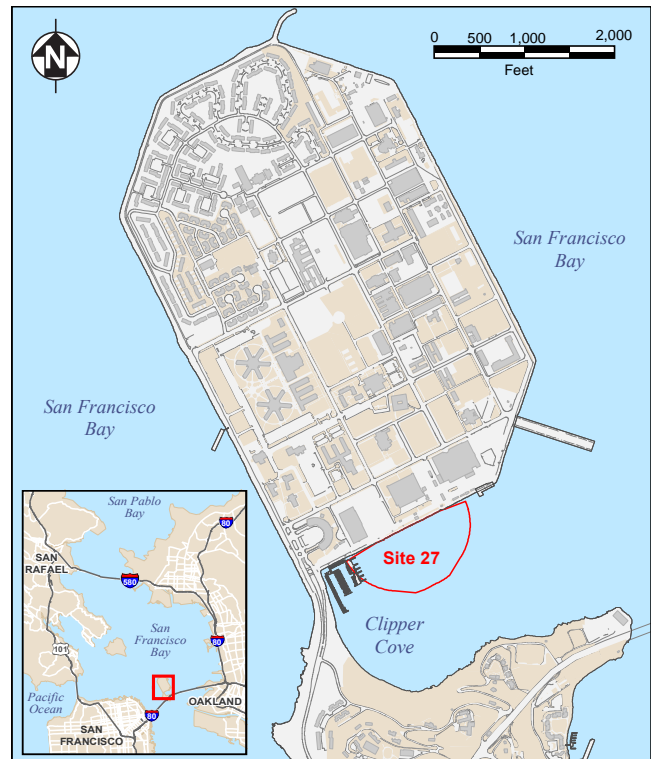 N
0 500 1,000 2,000
Feet
San Francisco
Bay
San Francisco
Bay
Site 27
Clipper
Cove
San Pablo
Bay
80
SAN
RAFAEL
580
San
Francisco
Bay
80
101
Pacific
Ocean
OAKLAND
SAN
FRANCISCO
80